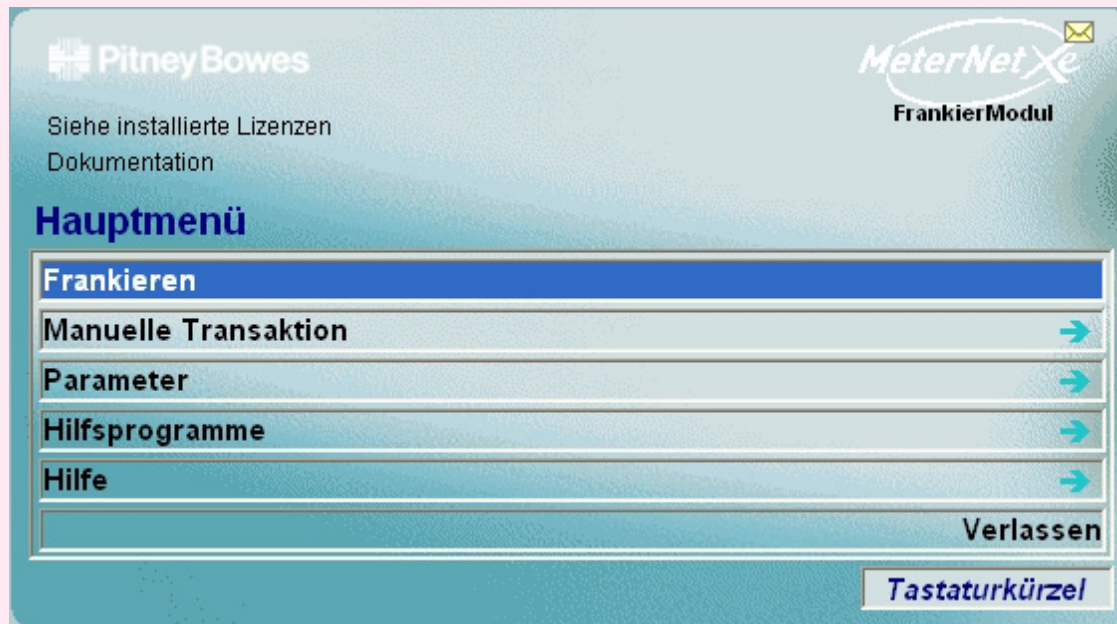 Pitney Bowes
MeterNet Xe
FrankierModul
Siehe installierte Lizenzen
Dokumentation
Hauptmenü
Frankieren
Manuelle Transaktion
Parameter
Hilfsprogramme
Hilfe
Verlassen
Tastaturkürzel